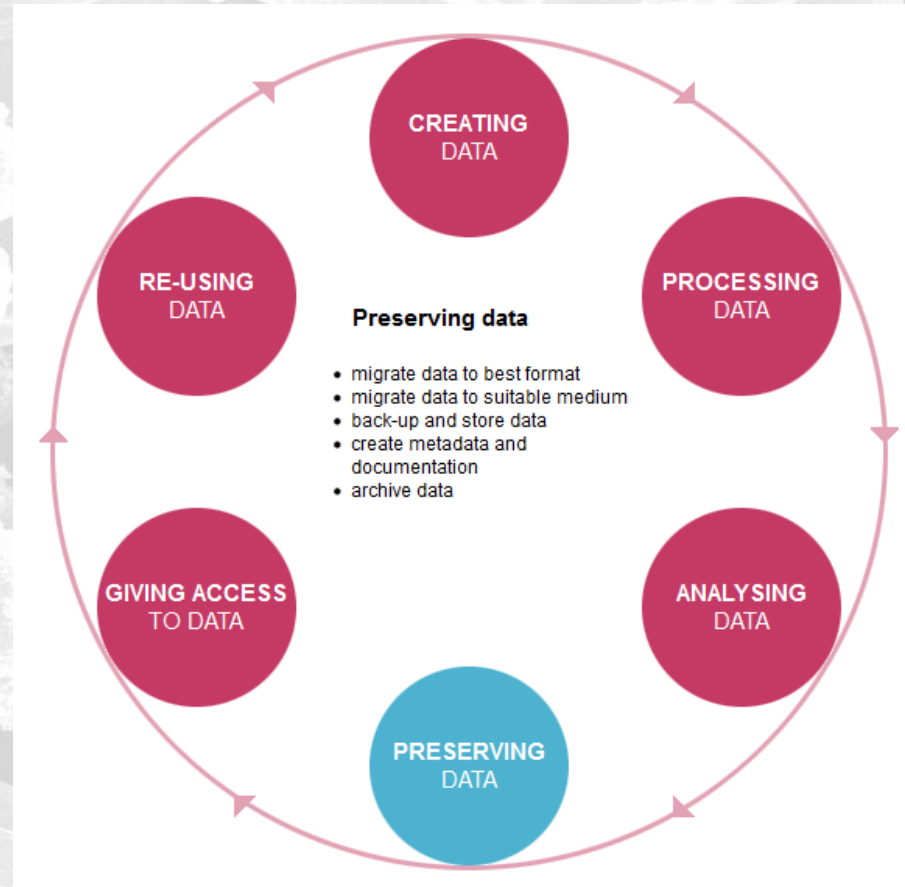 CREATING
DATA
RE-USING
DATA
PROCESSING
DATA
Preserving data
• migrate data to best format
• migrate data to suitable medium
• back-up and store data
• create metadata and
documentation
• archive data
GIVING ACCESS
TO DATA
ANALYSING
DATA
PRESERVING
DATA